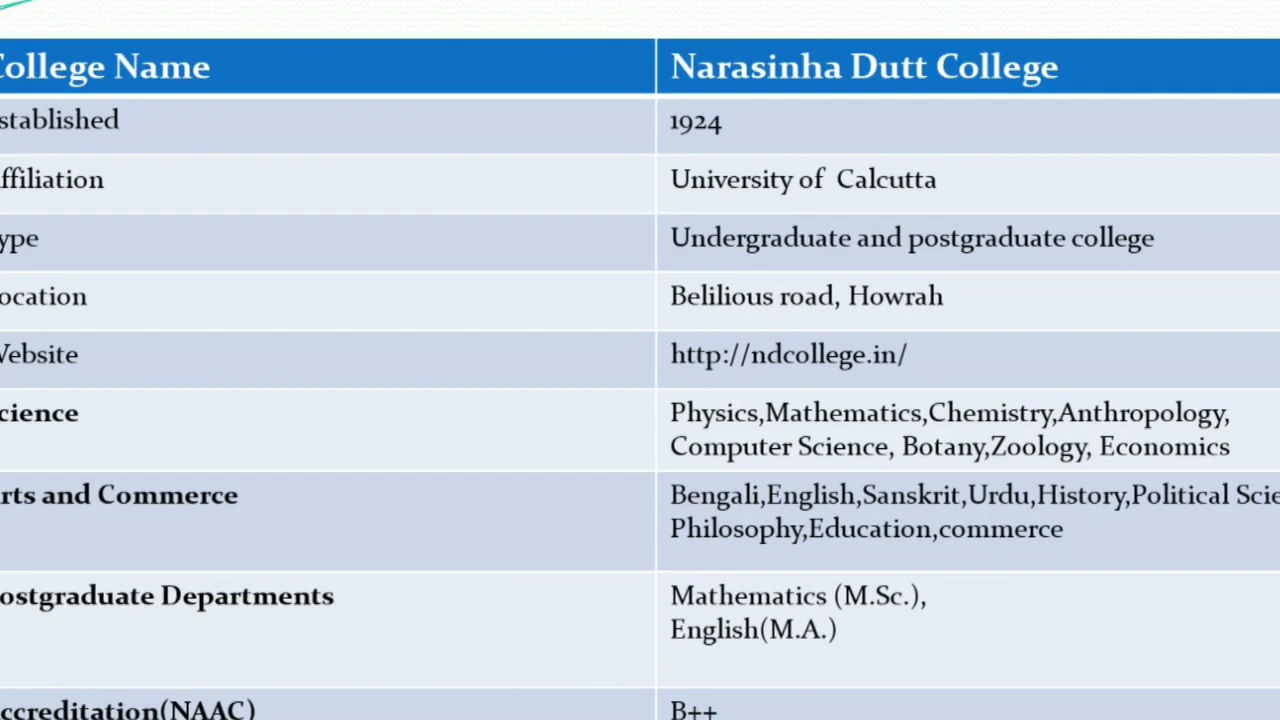 College Name Narasinha Dutt College
stablished 1924
ffiliation University of Calcutta
ype Undergraduate and postgraduate college
ocation Belilious road, Howrah
Website http://ndcollege.in/
cience Physics,Mathematics,Chemistry,Anthropology,
Computer Science, Botany,Zoology, Economics
rts and Commerce Bengali,English,Sanskrit,Urdu,History,Political Scie
Philosophy,Education,commerce
ostgraduate Departments Mathematics (M.Sc.),
English(M.A.)
ccreditation(NAAC) B++